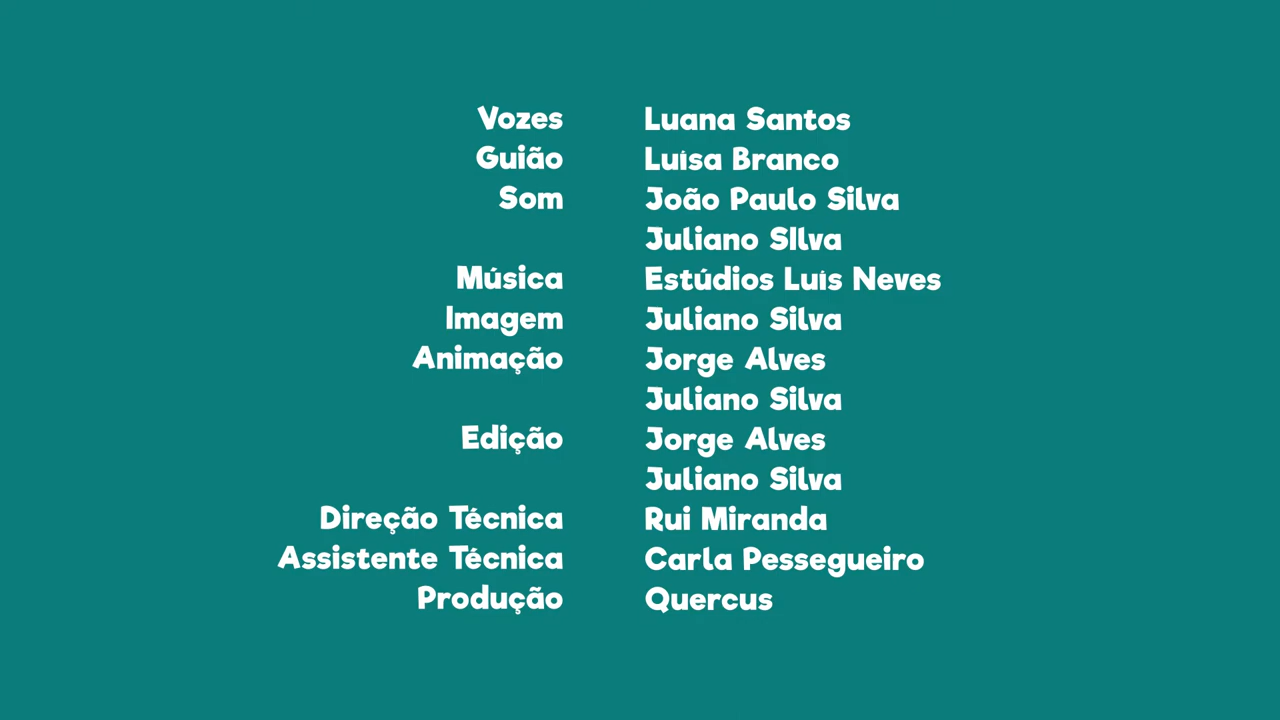 Vozes Luana Santos
Guião Luísa Branco
Som João Paulo Silva
Juliano SIlva
Música Estúdios Luís Neves
Imagem Juliano Silva
Animação Jorge Alves
Juliano Silva
Edição Jorge Alves
Juliano Silva
Direção Técnica Rui Miranda
Assistente Técnica Carla Pessegueiro
Produção Quercus